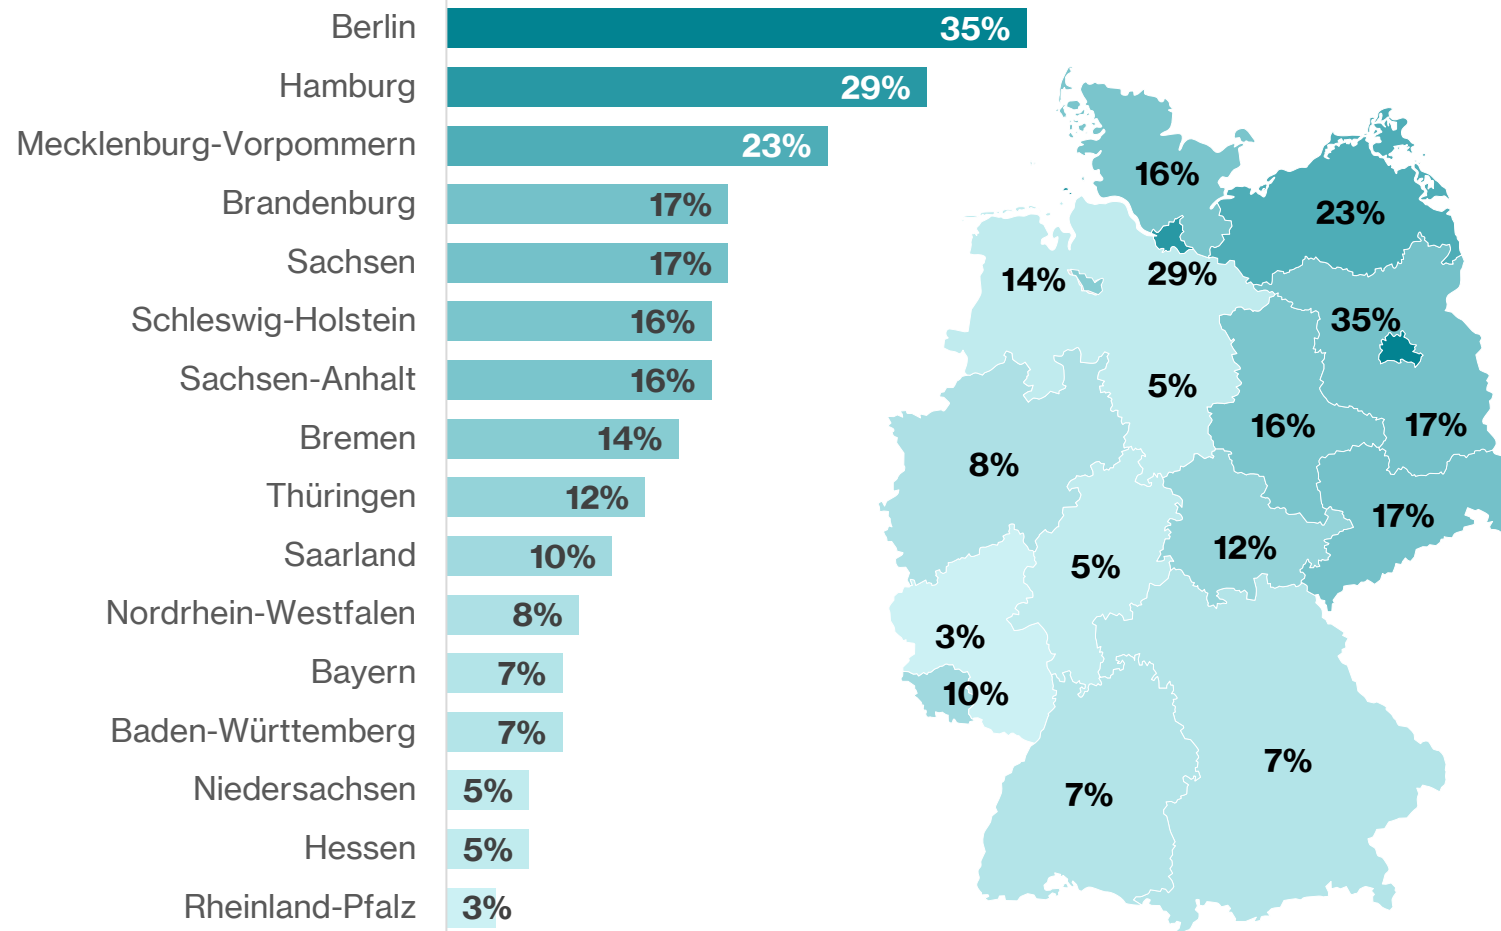 Berlin 35%
Hamburg 29%
Mecklenburg-Vorpommern 23%
Brandenburg 17%
Sachsen 17%
Schleswig-Holstein 16%
Sachsen-Anhalt 16%
Bremen 14%
Thüringen 12%
Saarland 10%
Nordrhein-Westfalen 8%
Bayern 7%
Baden-Württemberg 7%
Niedersachsen 5%
Hessen 5%
Rheinland-Pfalz 3%
16%
23%
14%
29%
35%
5%
16%
17%
8%
17%
12%
5%
3%
10%
7%
7%